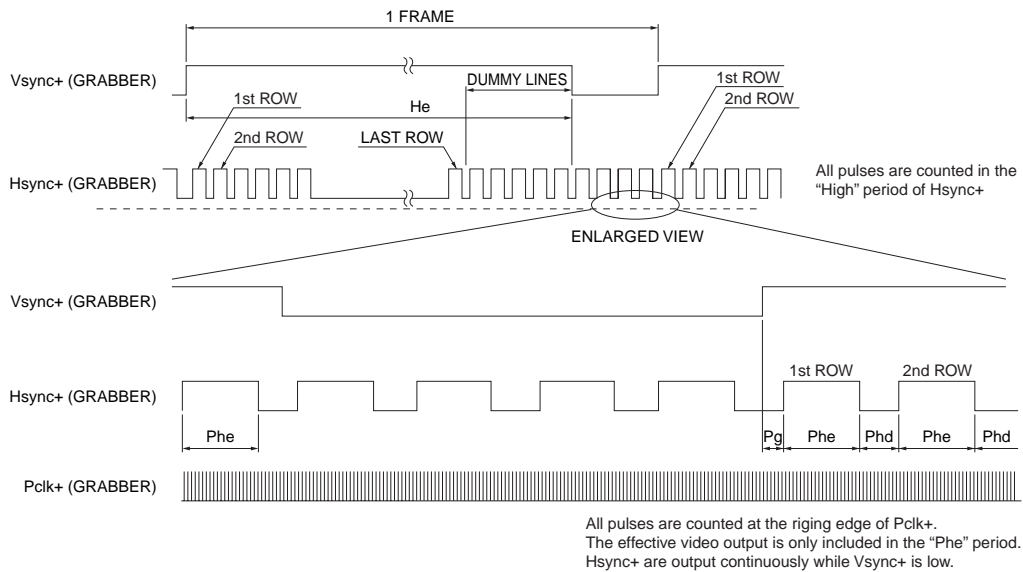 1 FRAME
Vsync+ (GRABBER)
DUMMY LINES
1st ROW
1st ROW
He
2nd ROW
2nd ROW
LAST ROW
Hsync+ (GRABBER)
All pulses are counted in the
“High” period of Hsync+
ENLARGED VIEW
Vsync+ (GRABBER)
1st ROW
2nd ROW
Hsync+ (GRABBER)
Phe
Pg
Phe
Phd
Phe
Phd
Pclk+ (GRABBER)
All pulses are counted at the riging edge of Pclk+.
The effective video output is only included in the “Phe” period.
Hsync+ are output continuously while Vsync+ is low.